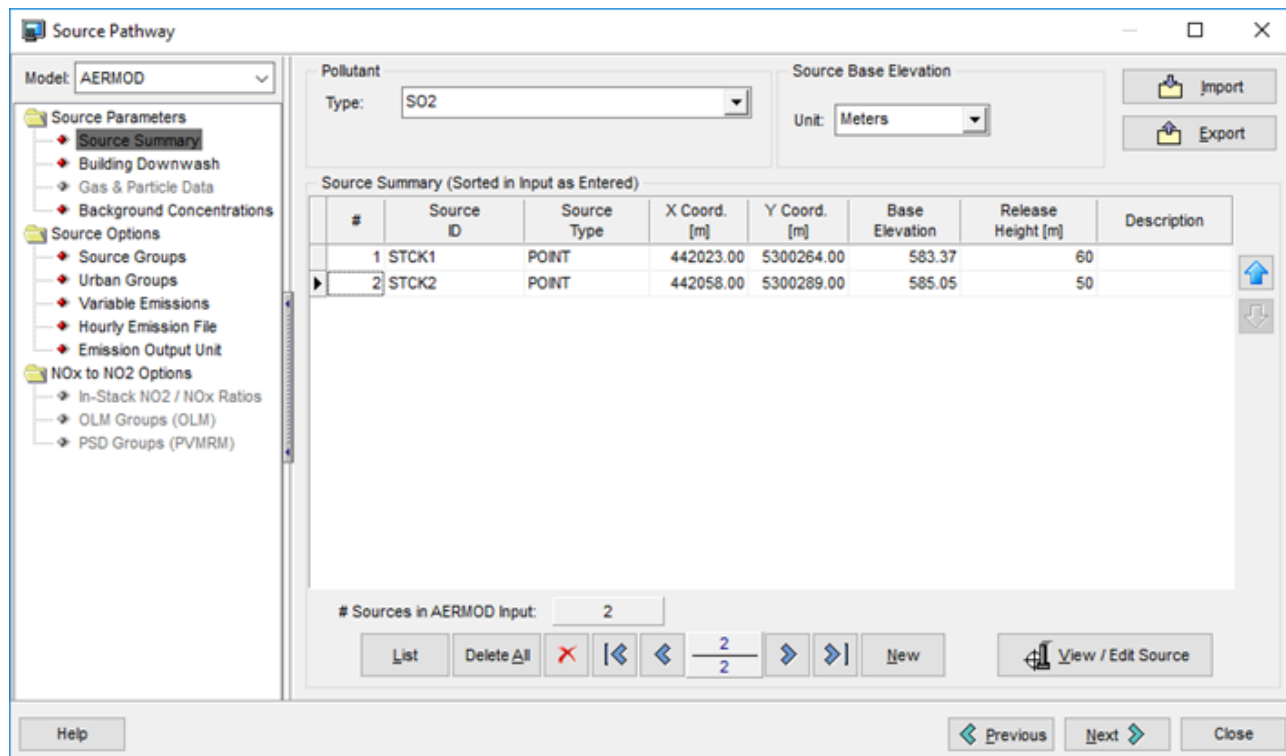 Source Pathway
Model: AERMOD
Source Parameters
Source Summary
Building Downwash
Gas & Particle Data
Background Concentrations
Source Options
Source Groups
Urban Groups
Variable Emissions
Hourly Emission File
Emission Output Unit
NOx to NO2 Options
In-Stack NO2 / NOx Ratios
OLM Groups (OLM)
PSD Groups (PVMRM)
Pollutant
Type: SO2
Source Base Elevation
Unit: Meters
Import
Export
Source Summary (Sorted in Input as Entered)
# Source ID Source Type X Coord. [m] Y Coord. [m] Base Elevation Release Height [m] Description
1 STCK1 POINT 442023.00 5300264.00 583.37 60
2 STCK2 POINT 442058.00 5300289.00 585.05 50
# Sources in AERMOD Input: 2
List Delete All 2 2 New View / Edit Source
Help Previous Next Close